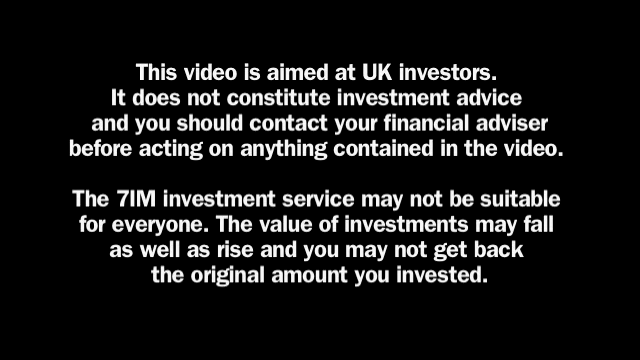 This video is aimed at UK investors.
It does not constitute investment advice
and you should contact your financial adviser
before acting on anything contained in the video.
The 7IM investment service may not be suitable
for everyone. The value of investments may fall
as well as rise and you may not get back
the original amount you invested.